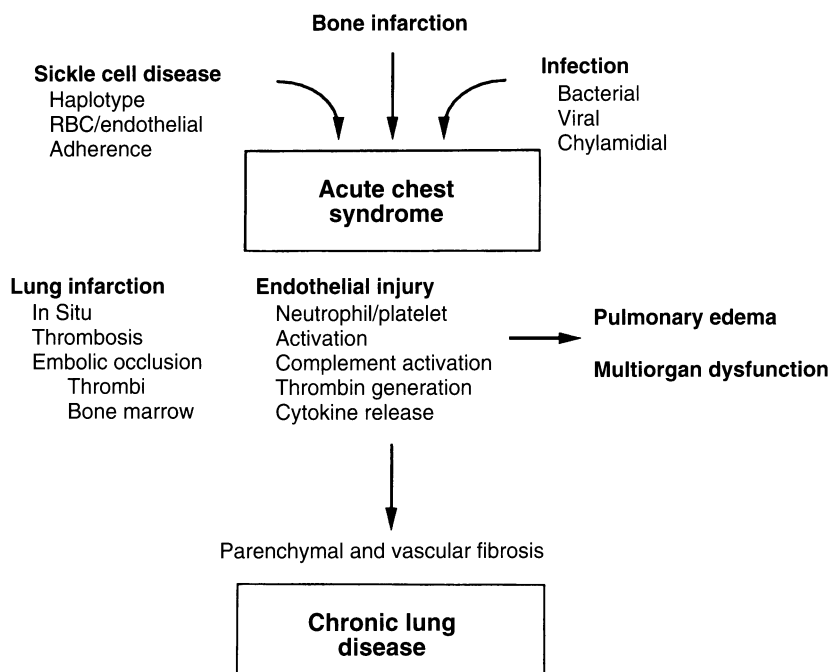 Bone infarction
Sickle cell disease
Haplotype
RBC/endothelial
Adherence
Infection
Bacterial
Viral
Chylamidial
Acute chest
syndrome
Lung infarction
In Situ
Thrombosis
Embolic occlusion
Thrombi
Bone marrow
Endothelial injury
Neutrophil/platelet
Activation
Complement activation
Thrombin generation
Cytokine release
Pulmonary edema
Multiorgan dysfunction
Parenchymal and vascular fibrosis
Chronic lung
disease